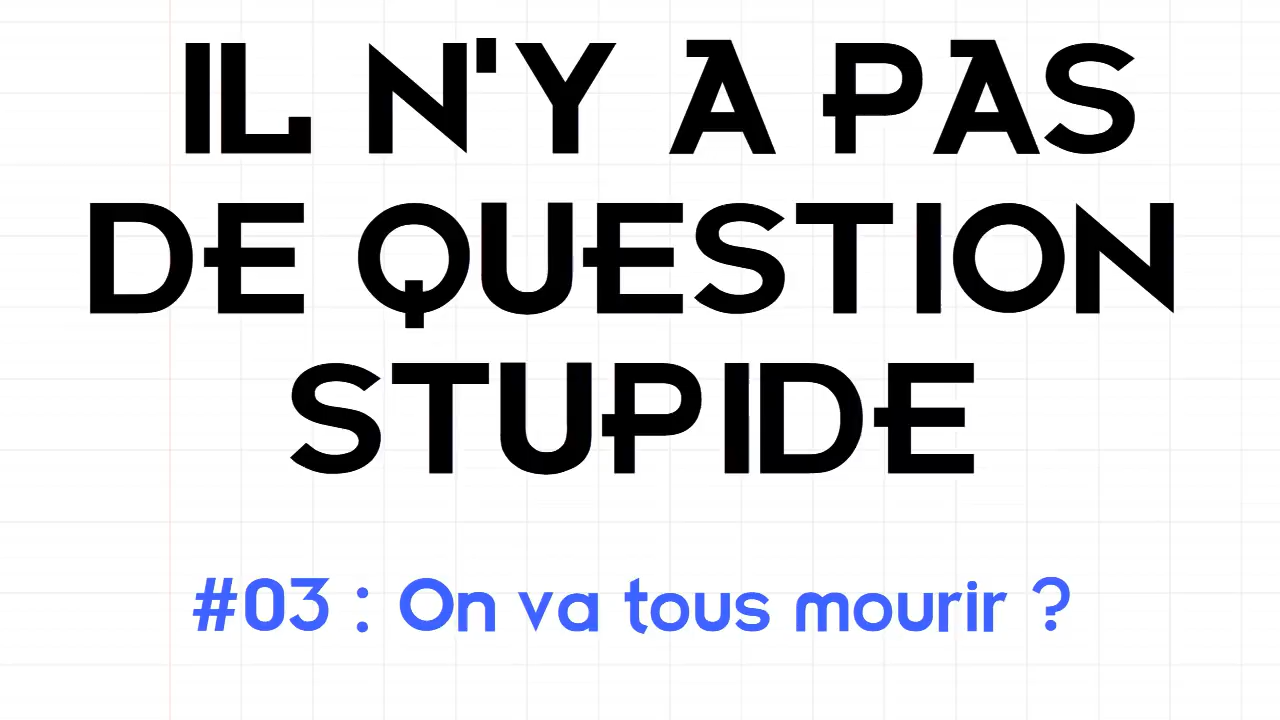 IL N'Y A PAS
DE QUESTION
STUPIDE
#03 : On va tous mourir ?